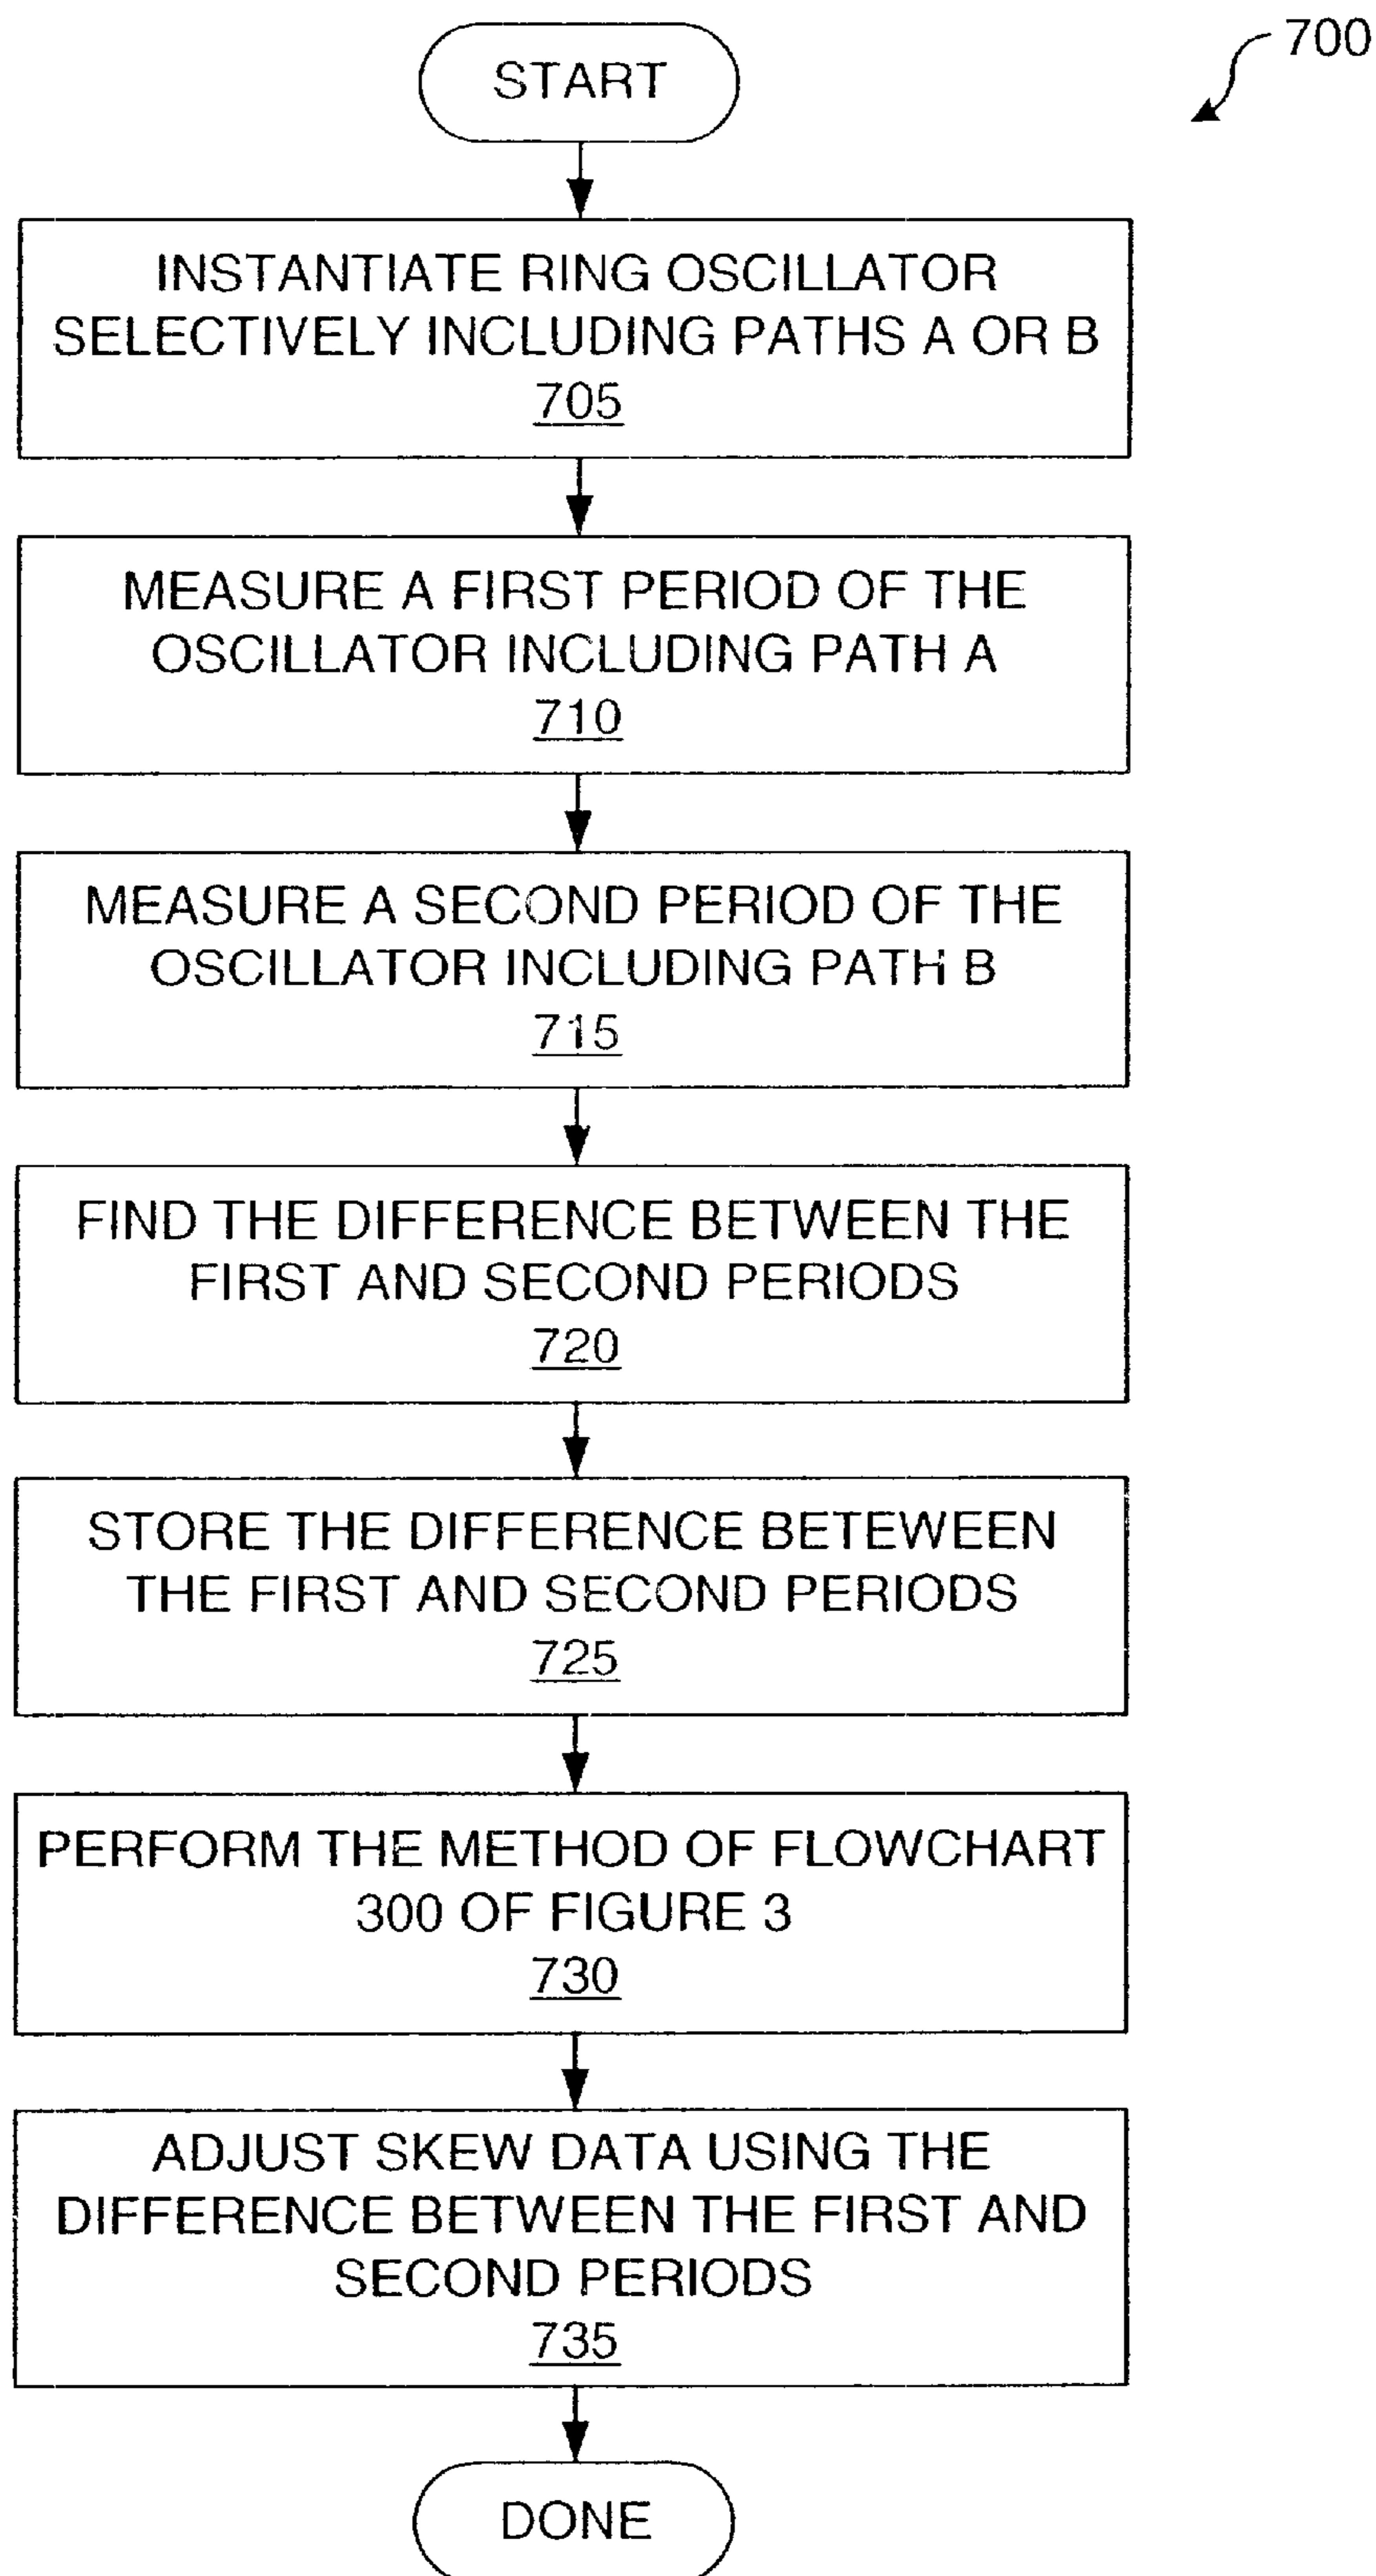 700
START
INSTANTIATE RING OSCILLATOR
SELECTIVELY INCLUDING PATHS A OR B
705
MEASURE A FIRST PERIOD OF THE
OSCILLATOR INCLUDING PATH A
710
MEASURE A SECOND PERIOD OF THE
OSCILLATOR INCLUDING PATH B
715
FIND THE DIFFERENCE BETWEEN THE
FIRST AND SECOND PERIODS
720
STORE THE DIFFERENCE BETEWEEN
THE FIRST AND SECOND PERIODS
725
PERFORM THE METHOD OF FLOWCHART
300 OF FIGURE 3
730
ADJUST SKEW DATA USING THE
DIFFERENCE BETWEEN THE FIRST AND
SECOND PERIODS
735
DONE